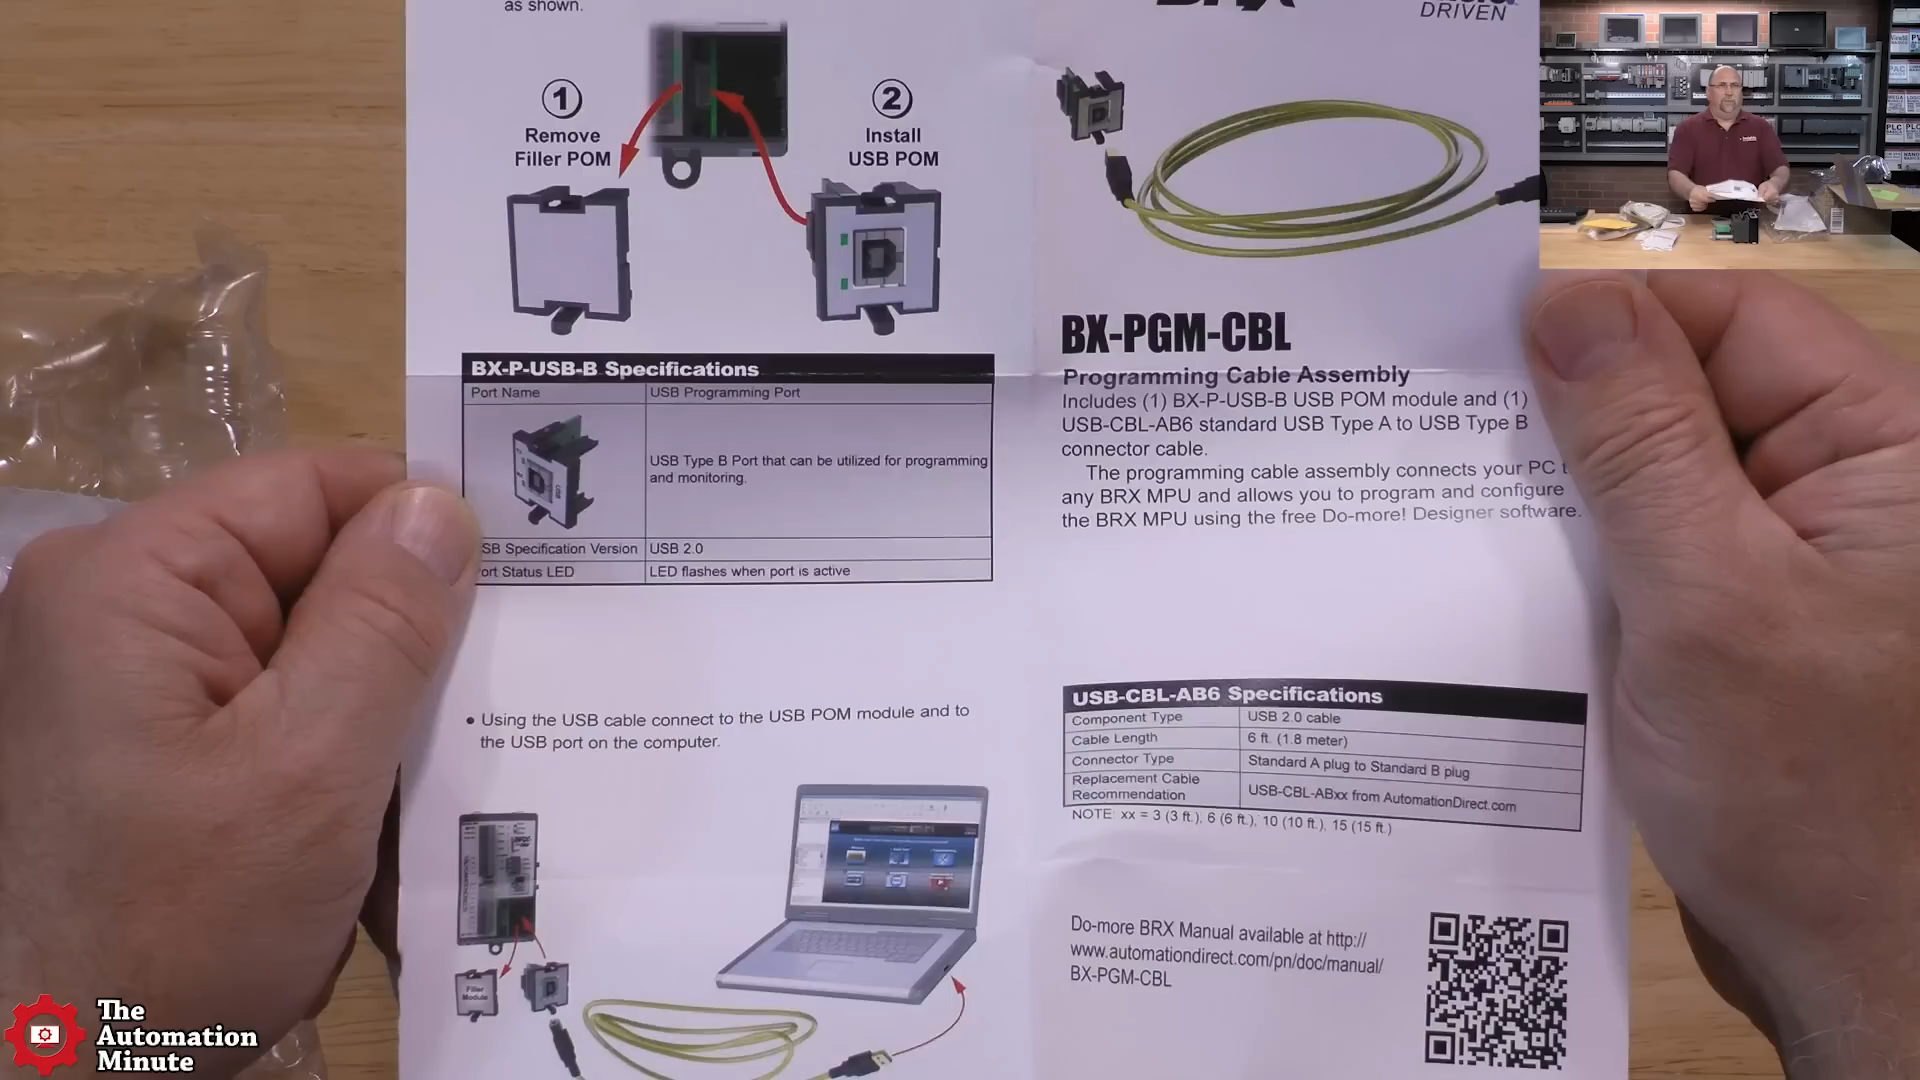 as shown.
1
Remove
Filler POM
2
Install
USB POM
BX-P-USB-B Specifications
Port Name
USB Programming Port
USB Type B Port that can be utilized for programming
and monitoring.
SB Specification Version
USB 2.0
ort Status LED
LED flashes when port is active
• Using the USB cable connect to the USB POM module and to
the USB port on the computer.
Filler
Module
BRX
DRIVEN
BX-PGM-CBL
Programming Cable Assembly
Includes (1) BX-P-USB-B USB POM module and (1)
USB-CBL-AB6 standard USB Type A to USB Type B
connector cable.
The programming cable assembly connects your PC t
any BRX MPU and allows you to program and configure
the BRX MPU using the free Do-more! Designer software.
USB-CBL-AB6 Specifications
Component Type
USB 2.0 cable
Cable Length
6 ft. (1.8 meter)
Connector Type
Standard A plug to Standard B plug
Replacement Cable
Recommendation
USB-CBL-ABxx from AutomationDirect.com
NOTE: xx = 3 (3 ft.), 6 (6 ft.), 10 (10 ft.), 15 (15 ft.)
Do-more BRX Manual available at http://
www.automationdirect.com/pn/doc/manual/
BX-PGM-CBL
The
Automation
Minute